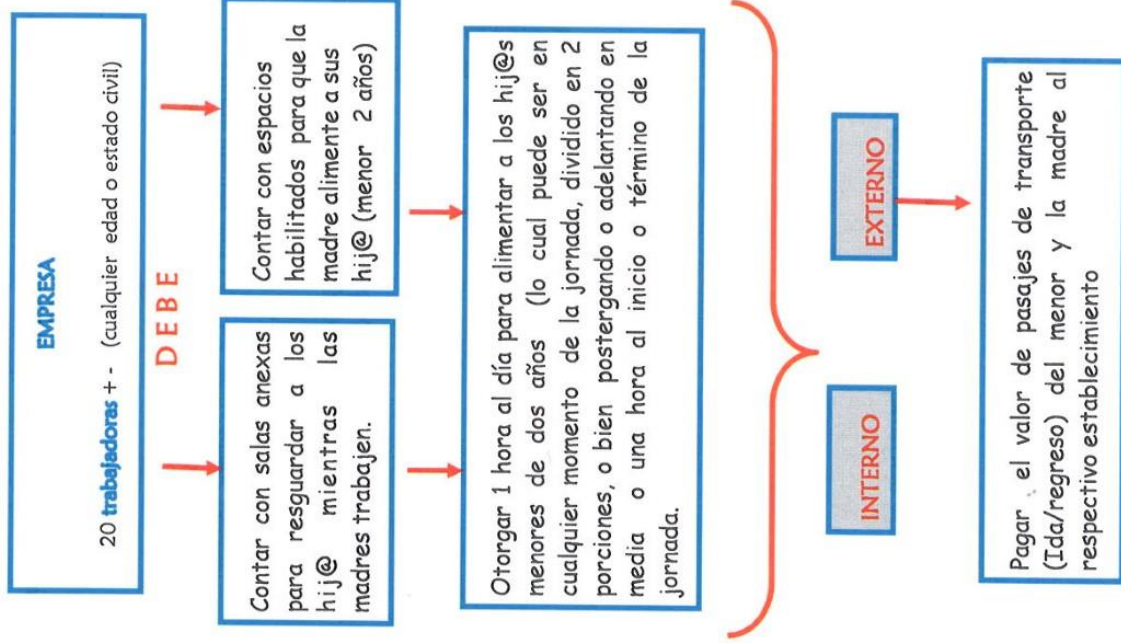 EMPRESA
20 trabajadoras + - (cualquier edad o estado civil)
DEBE
Contar con salas anexas
para resguardar a los
hij@ mientras las
madres trabajen.
Contar con espacios
habilitados para que la
madre alimente a sus
hij@ (menor 2 años)
Otorgar 1 hora al día para alimentar a los hij@s
menores de dos años (lo cual puede ser en
cualquier momento de la jornada, dividido en 2
porciones, o bien postergando o adelantando en
media o una hora al inicio o término de la
jornada.
INTERNO
EXTERNO
Pagar el valor de pasajes de transporte
(Ida/regreso) del menor y la madre al
respectivo establecimiento